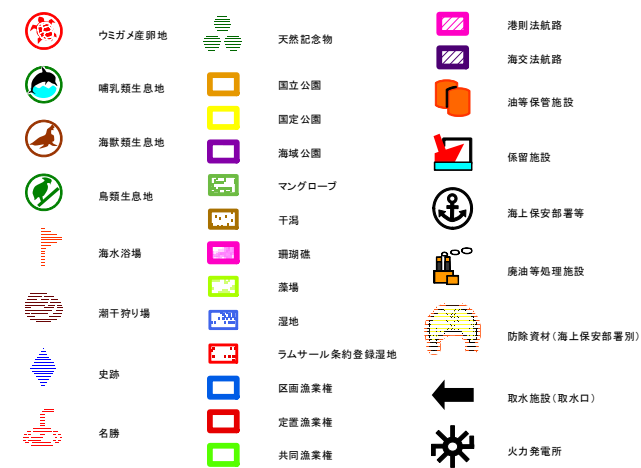 ウミガメ産卵地
哺乳類生息地
海獣類生息地
鳥類生息地
海水浴場
潮干狩り場
史跡
名勝
天然記念物
国立公園
国定公園
海域公園
マングローブ
干潟
珊瑚礁
藻場
湿地
ラムサール条約登録湿地
区画漁業権
定置漁業権
共同漁業権
港則法航路
海交法航路
油等保管施設
係留施設
海上保安部署等
廃油等処理施設
防除資材(海上保安部署別)
取水施設(取水口)
火力発電所